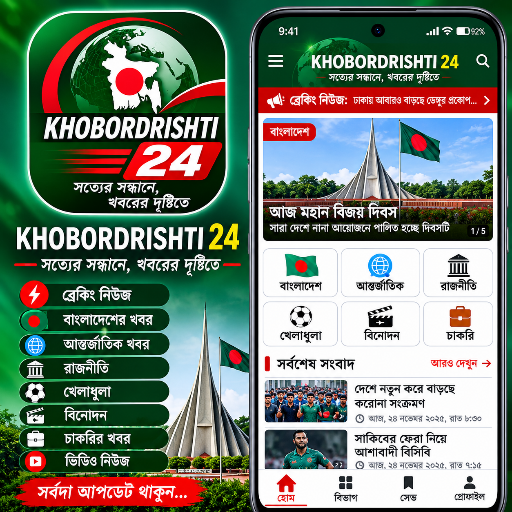 KHOBORDRISHTI
24
সত্যের সন্ধানে,
খবরের দৃষ্টিতে
KHOBORDRISHTI 24
সত্যের সন্ধানে, খবরের দৃষ্টিতে
ব্রেকিং নিউজ
বাংলাদেশের খবর
আন্তর্জাতিক খবর
রাজনীতি
খেলাধুলা
বিনোদন
চাকরির খবর
ভিডিও নিউজ
সর্বদা আপডেট থাকুন...
9:41
92%
KHOBORDRISHTI 24
সত্যের সন্ধানে, খবরের দৃষ্টিতে
ব্রেকিং নিউজ: ঢাকায় আবারও বাড়ছে ডেঙ্গুর প্রকোপ...
বাংলাদেশ
আজ মহান বিজয় দিবস
সারা দেশে নানা আয়োজনে পালিত হচ্ছে দিবসটি
1/5
বাংলাদেশ
আন্তর্জাতিক
রাজনীতি
খেলাধুলা
বিনোদন
চাকরি
সর্বশেষ সংবাদ
আরও দেখুন →
দেশে নতুন করে বাড়ছে
করোনা সংক্রমণ
আজ, ২৪ নভেম্বর ২০২৫, রাত ৮:৩০
সাকিবের ফেরা নিয়ে
আশাবাদী বিসিবি
আজ, ২৪ নভেম্বর ২০২৫, রাত ৭:১৫
হোম
বিভাগ
সেভ
প্রোফাইল